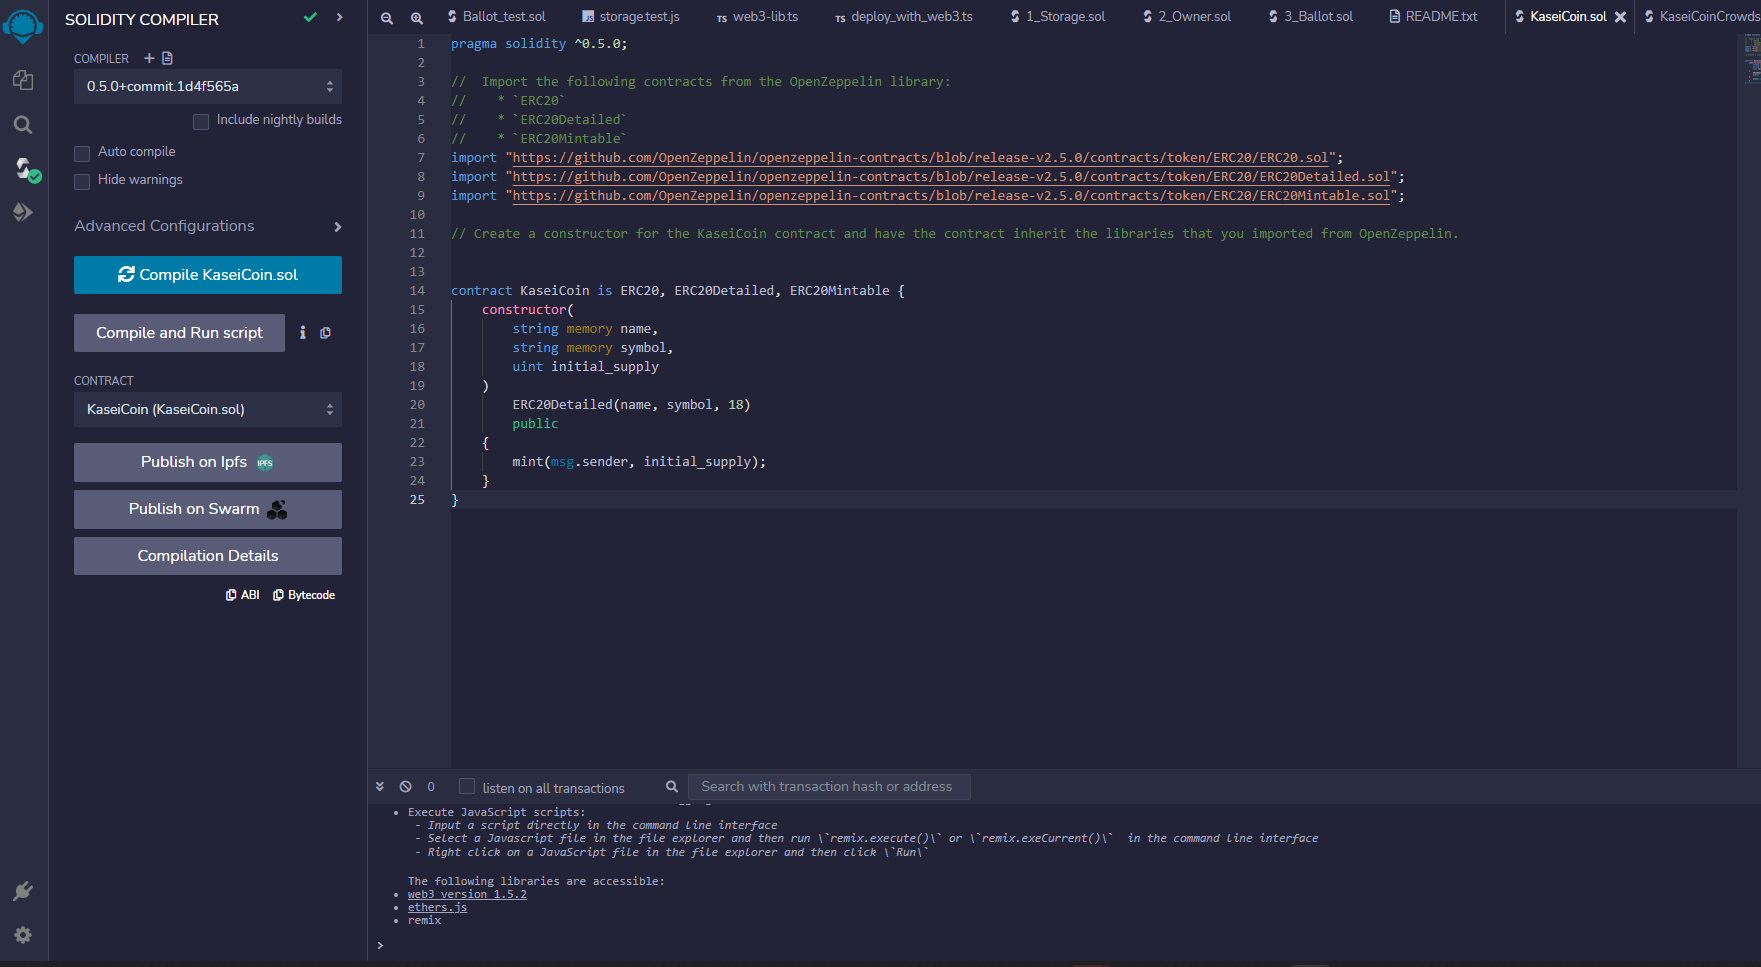 SOLIDITY COMPILER
COMPILER
0.5.0+commit.1d4f565a
Include nightly builds
Auto compile
Hide warnings
Advanced Configurations
Compile KaseiCoin.sol
Compile and Run script
CONTRACT
KaseiCoin (KaseiCoin.sol)
Publish on Ipfs
IPFS
Publish on Swarm
Compilation Details
ABI
Bytecode
Ballot_test.sol
storage.test.js
TS web3-lib.ts
TS deploy_with_web3.ts
1_Storage.sol
2_Owner.sol
3_Ballot.sol
README.txt
KaseiCoin.sol
KaseiCoinCrowds
1 pragma solidity ^0.5.0;
2
3 //  Import the following contracts from the OpenZeppelin library:
4 //    * `ERC20`
5 //    * `ERC20Detailed`
6 //    * `ERC20Mintable`
7 import "https://github.com/OpenZeppelin/openzeppelin-contracts/blob/release-v2.5.0/contracts/token/ERC20/ERC20.sol";
8 import "https://github.com/OpenZeppelin/openzeppelin-contracts/blob/release-v2.5.0/contracts/token/ERC20/ERC20Detailed.sol";
9 import "https://github.com/OpenZeppelin/openzeppelin-contracts/blob/release-v2.5.0/contracts/token/ERC20/ERC20Mintable.sol";
10
11 // Create a constructor for the KaseiCoin contract and have the contract inherit the libraries that you imported from OpenZeppelin.
12
13
14 contract KaseiCoin is ERC20, ERC20Detailed, ERC20Mintable {
15     constructor(
16         string memory name,
17         string memory symbol,
18         uint initial_supply
19     )
20         ERC20Detailed(name, symbol, 18)
21         public
22     {
23         mint(msg.sender, initial_supply);
24     }
25 }
0
listen on all transactions
Search with transaction hash or address
• Execute JavaScript scripts:
- Input a script directly in the command line interface
- Select a Javascript file in the file explorer and then run \`remix.execute()\` or \`remix.exeCurrent()\`  in the command line interface
- Right click on a JavaScript file in the file explorer and then click \`Run\`
The following libraries are accessible:
• web3 version 1.5.2
• ethers.js
• remix
>